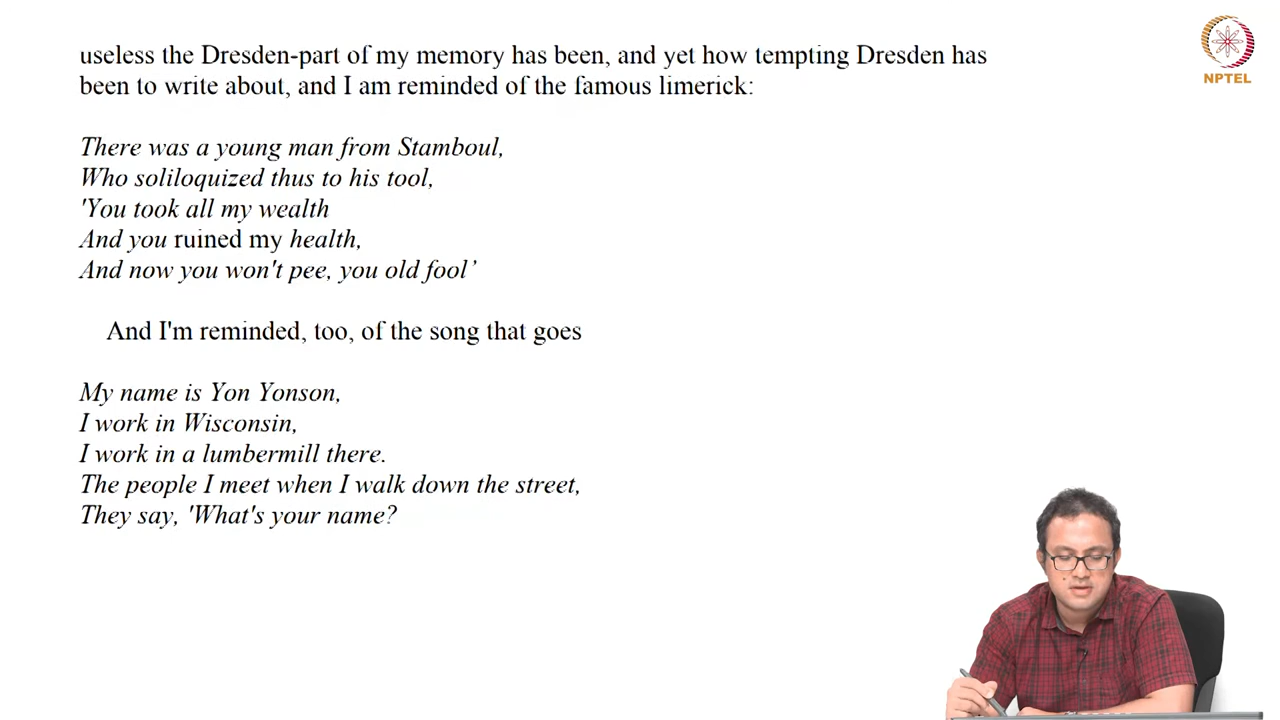 useless the Dresden-part of my memory has been, and yet how tempting Dresden has
been to write about, and I am reminded of the famous limerick:
There was a young man from Stamboul,
Who soliloquized thus to his tool,
'You took all my wealth
And you ruined my health,
And now you won't pee, you old fool’
And I'm reminded, too, of the song that goes
My name is Yon Yonson,
I work in Wisconsin,
I work in a lumbermill there.
The people I meet when I walk down the street,
They say, 'What's your name?
NPTEL